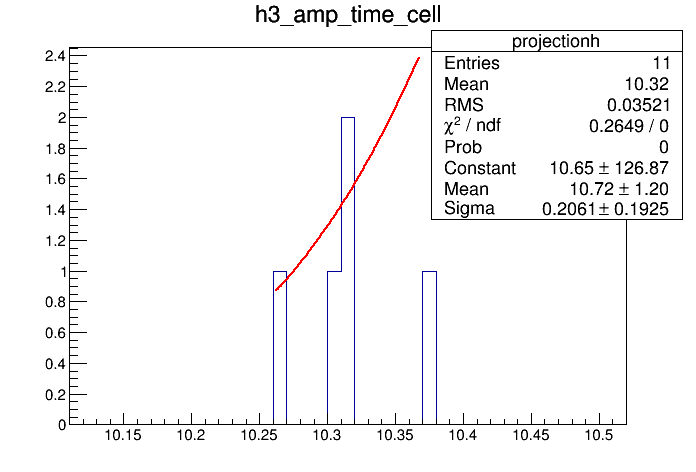 h3_amp_time_cell
projectionh
Entries 11
Mean 10.32
RMS 0.03521
χ² / ndf 0.2649 / 0
Prob 0
Constant 10.65 ± 126.87
Mean 10.72 ± 1.20
Sigma 0.2061 ± 0.1925
2.4
2.2
2
1.8
1.6
1.4
1.2
1
0.8
0.6
0.4
0.2
0
10.15 10.2 10.25 10.3 10.35 10.4 10.45 10.5